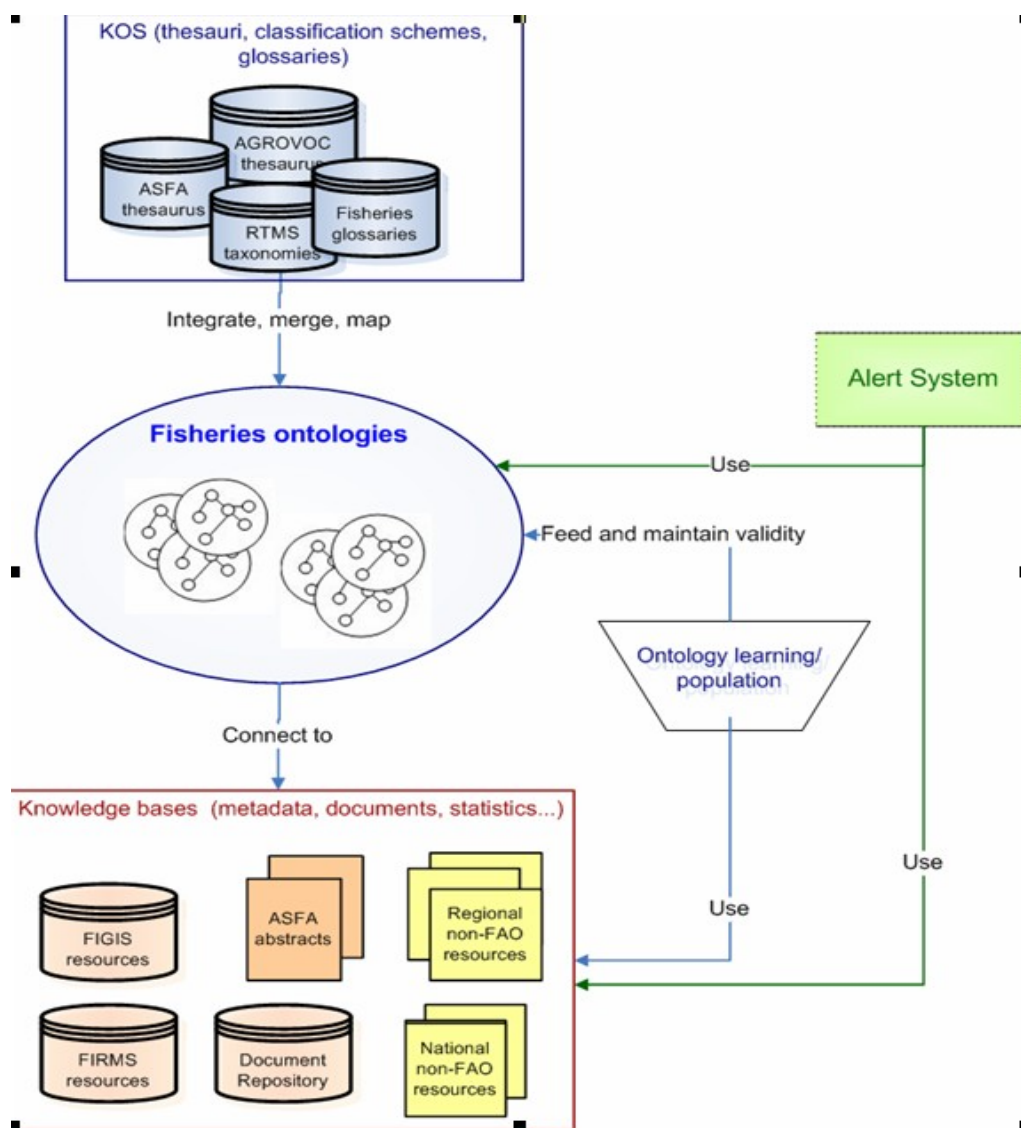 KOS (thesauri, classification schemes,
glossaries)
AGROVOC
thesaurus
ASFA
thesaurus
Fisheries
glossaries
RTMS
taxonomies
Integrate, merge, map
Alert System
Fisheries ontologies
Use
Feed and maintain validity
Ontology learning/
population
Connect to
Knowledge bases (metadata, documents, statistics...)
Use
Use
FIGIS
resources
ASFA
abstracts
Regional
non-FAO
resources
FIRMS
resources
Document
Repository
National
non-FAO
resources